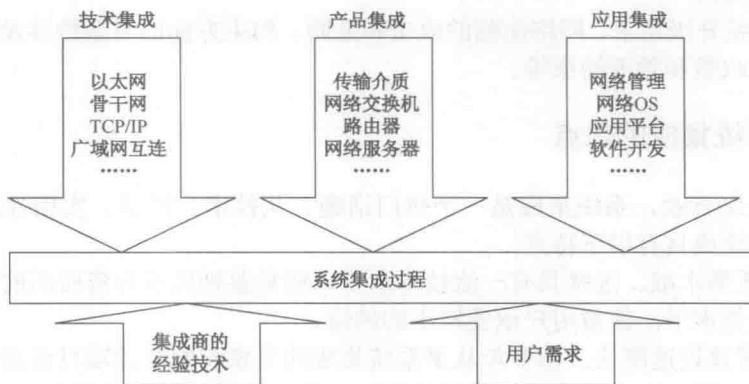 技术集成
产品集成
应用集成
以太网
骨干网
TCP/IP
广域网互连
……
传输介质
网络交换机
路由器
网络服务器
……
网络管理
网络OS
应用平台
软件开发
……
系统集成过程
集成商的
经验技术
用户需求